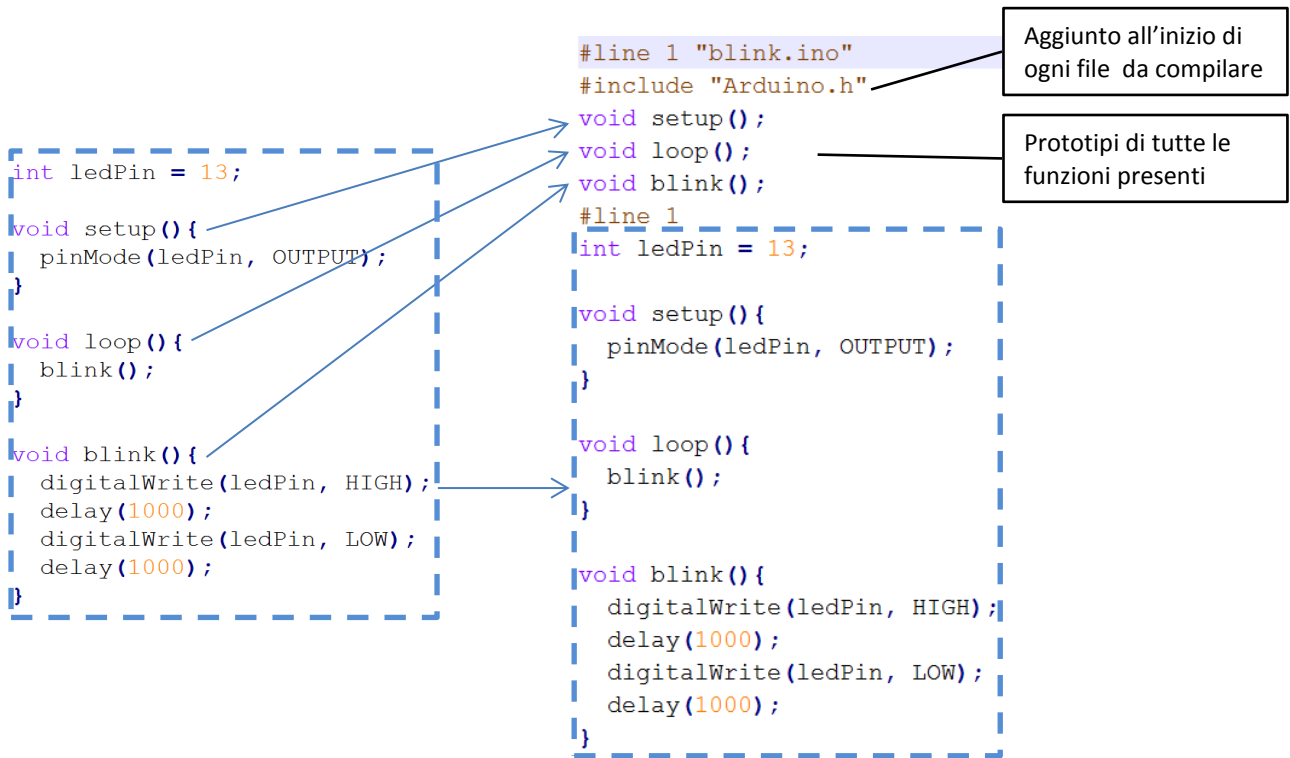 int ledPin = 13;
void setup(){
pinMode(ledPin, OUTPUT);
}
void loop(){
blink();
}
void blink(){
digitalWrite(ledPin, HIGH);
delay(1000);
digitalWrite(ledPin, LOW);
delay(1000);
}
#line 1 "blink.ino"
#include "Arduino.h"
void setup();
void loop();
void blink();
#line 1
int ledPin = 13;
void setup(){
pinMode(ledPin, OUTPUT);
}
void loop(){
blink();
}
void blink(){
digitalWrite(ledPin, HIGH);
delay(1000);
digitalWrite(ledPin, LOW);
delay(1000);
}
Aggiunto all’inizio di
ogni file da compilare
Prototipi di tutte le
funzioni presenti